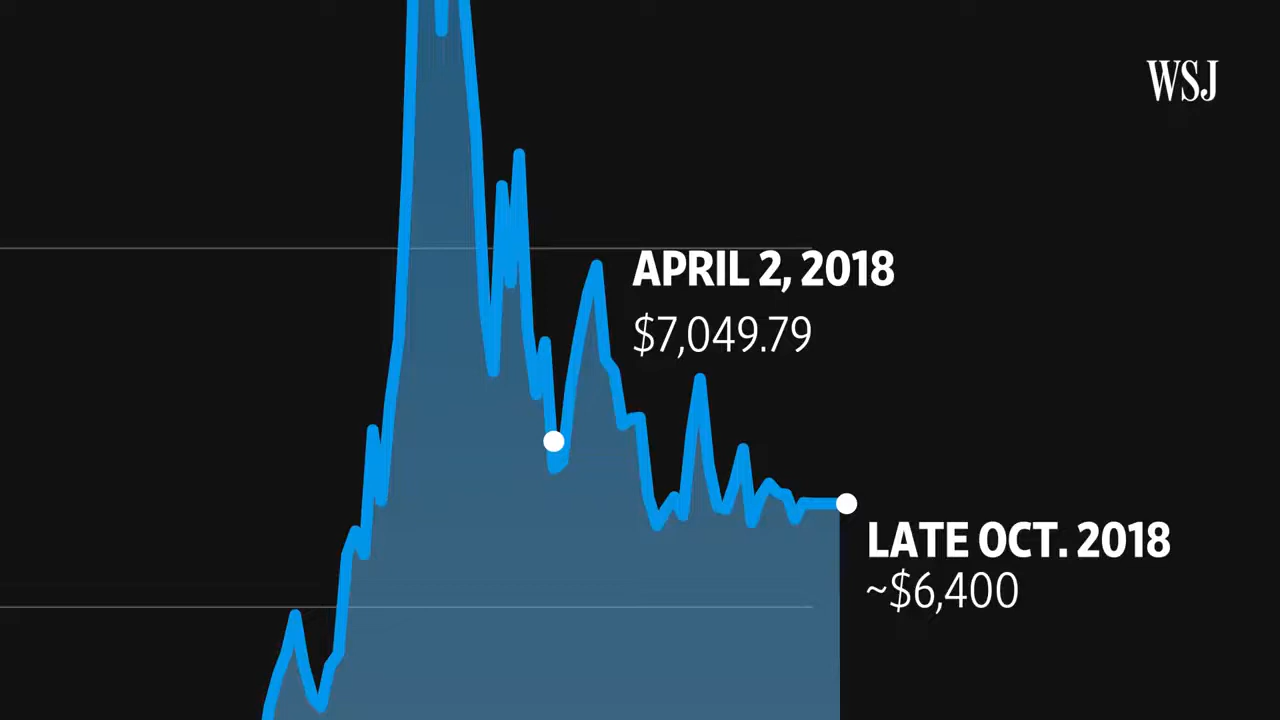 WSJ
APRIL 2, 2018
$7,049.79
LATE OCT. 2018
~$6,400